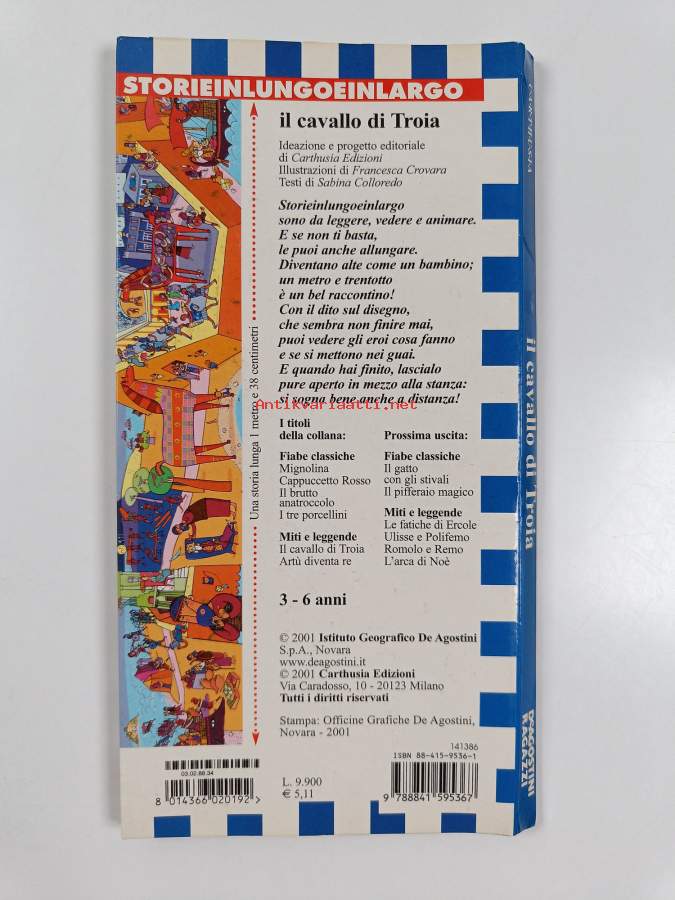 STORIEINLUNGOEINLARGO
il cavallo di Troia
Ideazione e progetto editoriale
di Carthusia Edizioni
Illustrazioni di Francesca Crovara
Testi di Sabina Colloredo
Storieinlungoeinlargo
sono da leggere, vedere e animare.
E se non ti basta,
le puoi anche allungare.
Diventano alte come un bambino;
un metro e trentotto
è un bel raccontino!
Con il dito sul disegno,
che sembra non finire mai,
puoi vedere gli eroi cosa fanno
e se si mettono nei guai.
E quando hai finito, lascialo
pure aperto in mezzo alla stanza:
si sogna bene anche a distanza!
Antikvariaatti.net
Una storia lunga 1 metro e 38 centimetri
I titoli
della collana:
Fiabe classiche
Mignolina
Cappuccetto Rosso
Il brutto
anatroccolo
I tre porcellini
Miti e leggende
Il cavallo di Troia
Artù diventa re
Prossima uscita:
Fiabe classiche
Il gatto
con gli stivali
Il pifferaio magico
Miti e leggende
Le fatiche di Ercole
Ulisse e Polifemo
Romolo e Remo
L'arca di Noè
3 - 6 anni
© 2001 Istituto Geografico De Agostini
S.p.A., Novara
www.deagostini.it
© 2001 Carthusia Edizioni
Via Caradosso, 10 - 20123 Milano
Tutti i diritti riservati
Stampa: Officine Grafiche De Agostini,
Novara - 2001
03.02.88.34
8 014366 020192 >
L. 9.900
€ 5,11
141386
ISBN 88-415-9536-1
9 788841 595367 >
CARTHUSIA
il cavallo di Troia
DEAGOSTINI
RAGAZZI